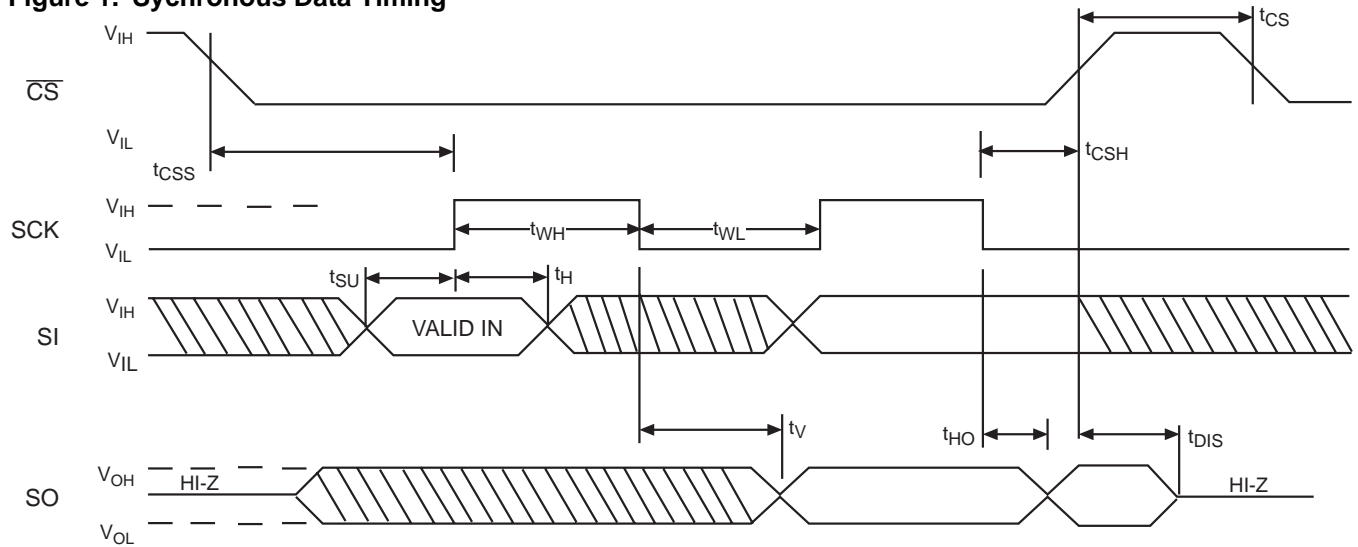 Figure 1. Sychronous Data Timing
tCS
VIH
CS
VIL
tCSS
tCSH
VIH
SCK
tWH
tWL
VIL
tSU
tH
VIH
SI
VALID IN
VIL
tV
tHO
tDIS
VOH
HI-Z
HI-Z
SO
VOL